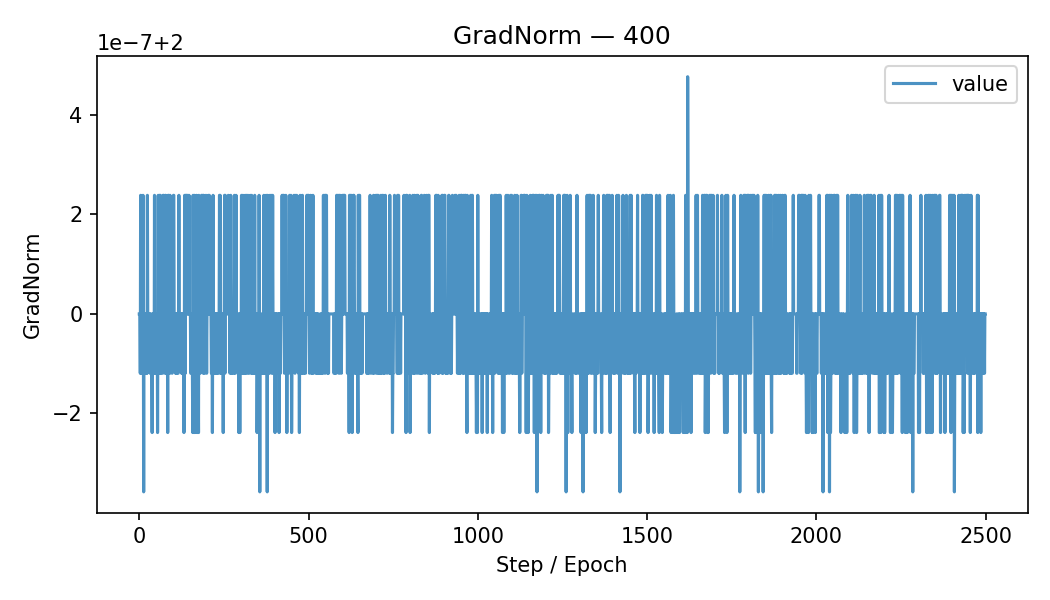 GradNorm — 400
1e−7+2
value
GradNorm
4
2
0
−2
0
500
1000
1500
2000
2500
Step / Epoch